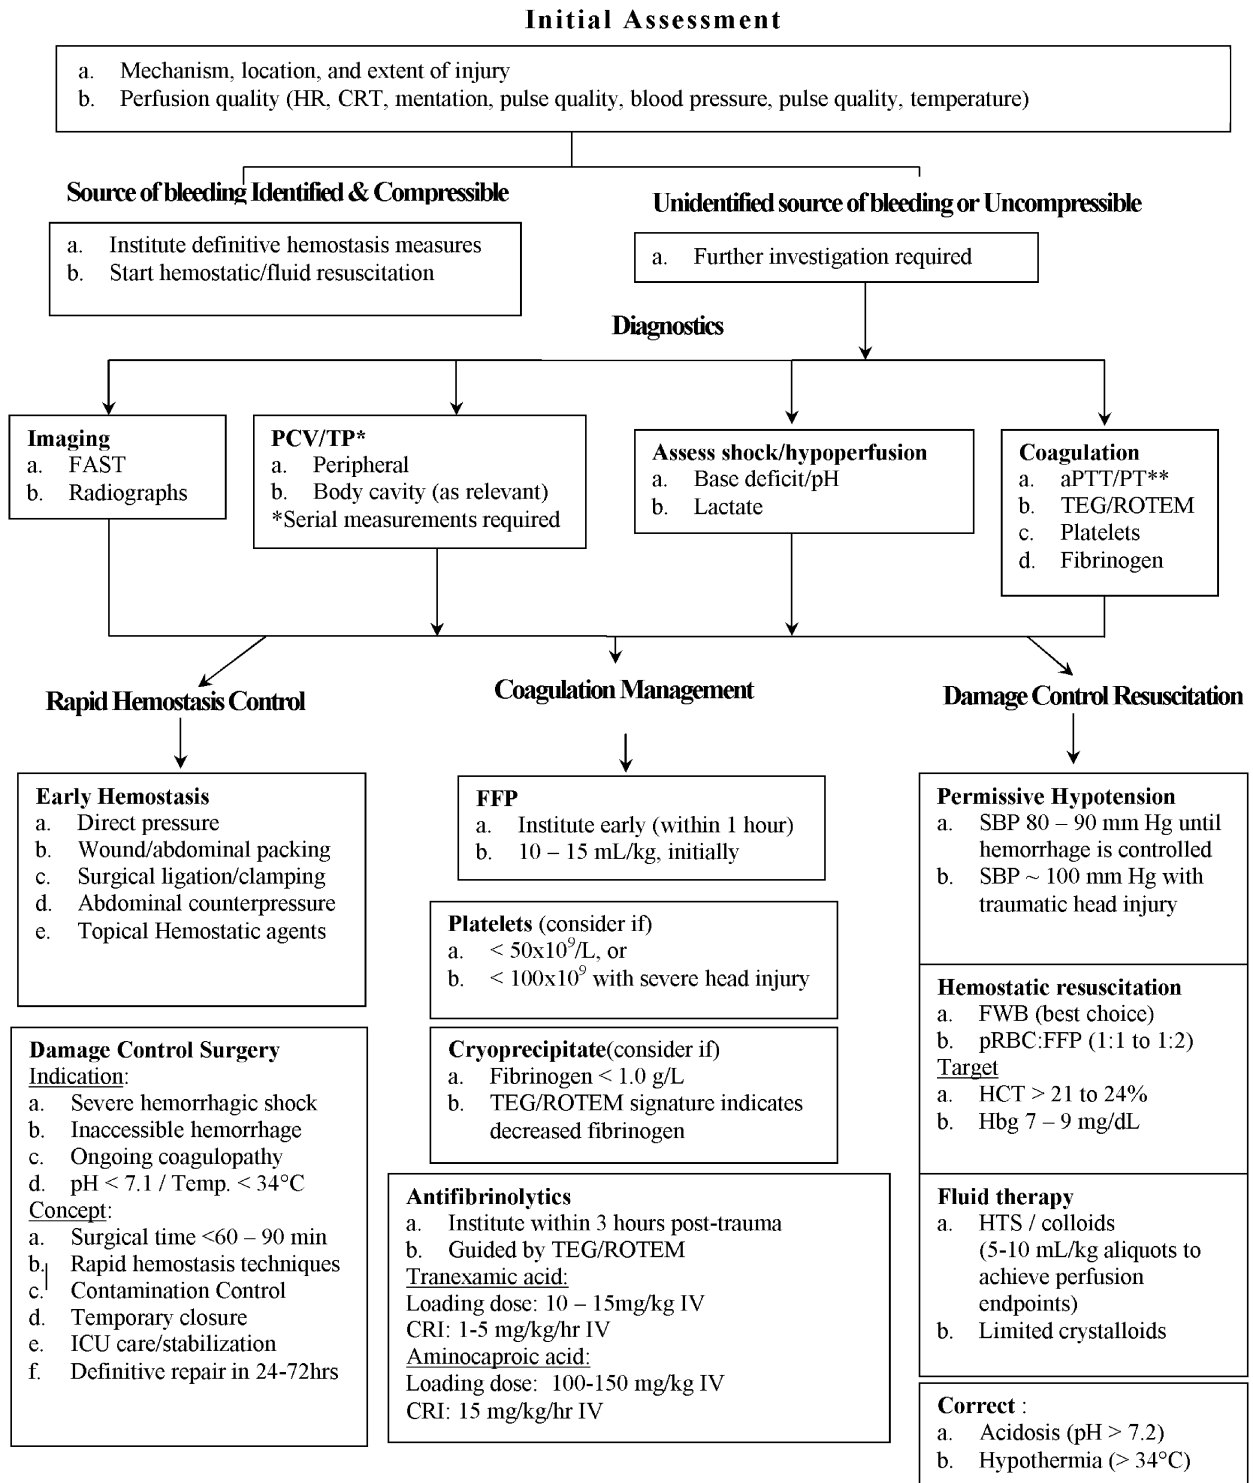 Initial Assessment
a. Mechanism, location, and extent of injury
b. Perfusion quality (HR, CRT, mentation, pulse quality, blood pressure, pulse quality, temperature)
Source of bleeding Identified & Compressible
a. Institute definitive hemostasis measures
b. Start hemostatic/fluid resuscitation
Unidentified source of bleeding or Uncompressible
a. Further investigation required
Diagnostics
Imaging
a. FAST
b. Radiographs
PCV/TP*
a. Peripheral
b. Body cavity (as relevant)
*Serial measurements required
Assess shock/hypoperfusion
a. Base deficit/pH
b. Lactate
Coagulation
a. aPTT/PT**
b. TEG/ROTEM
c. Platelets
d. Fibrinogen
Rapid Hemostasis Control
Early Hemostasis
a. Direct pressure
b. Wound/abdominal packing
c. Surgical ligation/clamping
d. Abdominal counterpressure
e. Topical Hemostatic agents
Damage Control Surgery
Indication:
a. Severe hemorrhagic shock
b. Inaccessible hemorrhage
c. Ongoing coagulopathy
d. pH < 7.1 / Temp. < 34°C
Concept:
a. Surgical time <60 – 90 min
b. Rapid hemostasis techniques
c. Contamination Control
d. Temporary closure
e. ICU care/stabilization
f. Definitive repair in 24-72hrs
Coagulation Management
FFP
a. Institute early (within 1 hour)
b. 10 – 15 mL/kg, initially
Platelets (consider if)
a. < 50x10⁹/L, or
b. < 100x10⁹ with severe head injury
Cryoprecipitate(consider if)
a. Fibrinogen < 1.0 g/L
b. TEG/ROTEM signature indicates
decreased fibrinogen
Antifibrinolytics
a. Institute within 3 hours post-trauma
b. Guided by TEG/ROTEM
Tranexamic acid:
Loading dose: 10 – 15mg/kg IV
CRI: 1-5 mg/kg/hr IV
Aminocaproic acid:
Loading dose: 100-150 mg/kg IV
CRI: 15 mg/kg/hr IV
Damage Control Resuscitation
Permissive Hypotension
a. SBP 80 – 90 mm Hg until
hemorrhage is controlled
b. SBP ~ 100 mm Hg with
traumatic head injury
Hemostatic resuscitation
a. FWB (best choice)
b. pRBC:FFP (1:1 to 1:2)
Target
a. HCT > 21 to 24%
b. Hbg 7 – 9 mg/dL
Fluid therapy
a. HTS / colloids
(5-10 mL/kg aliquots to
achieve perfusion
endpoints)
b. Limited crystalloids
Correct :
a. Acidosis (pH > 7.2)
b. Hypothermia (> 34°C)